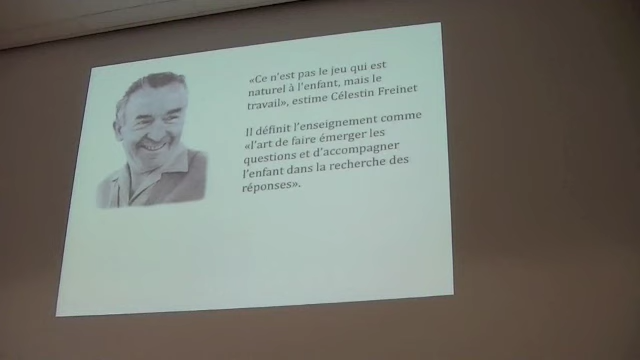 «Ce n'est pas le jeu qui est
naturel à l'enfant, mais le
travail», estime Célestin Freinet
Il définit l'enseignement comme
«l'art de faire émerger les
questions et d'accompagner
l'enfant dans la recherche des
réponses».